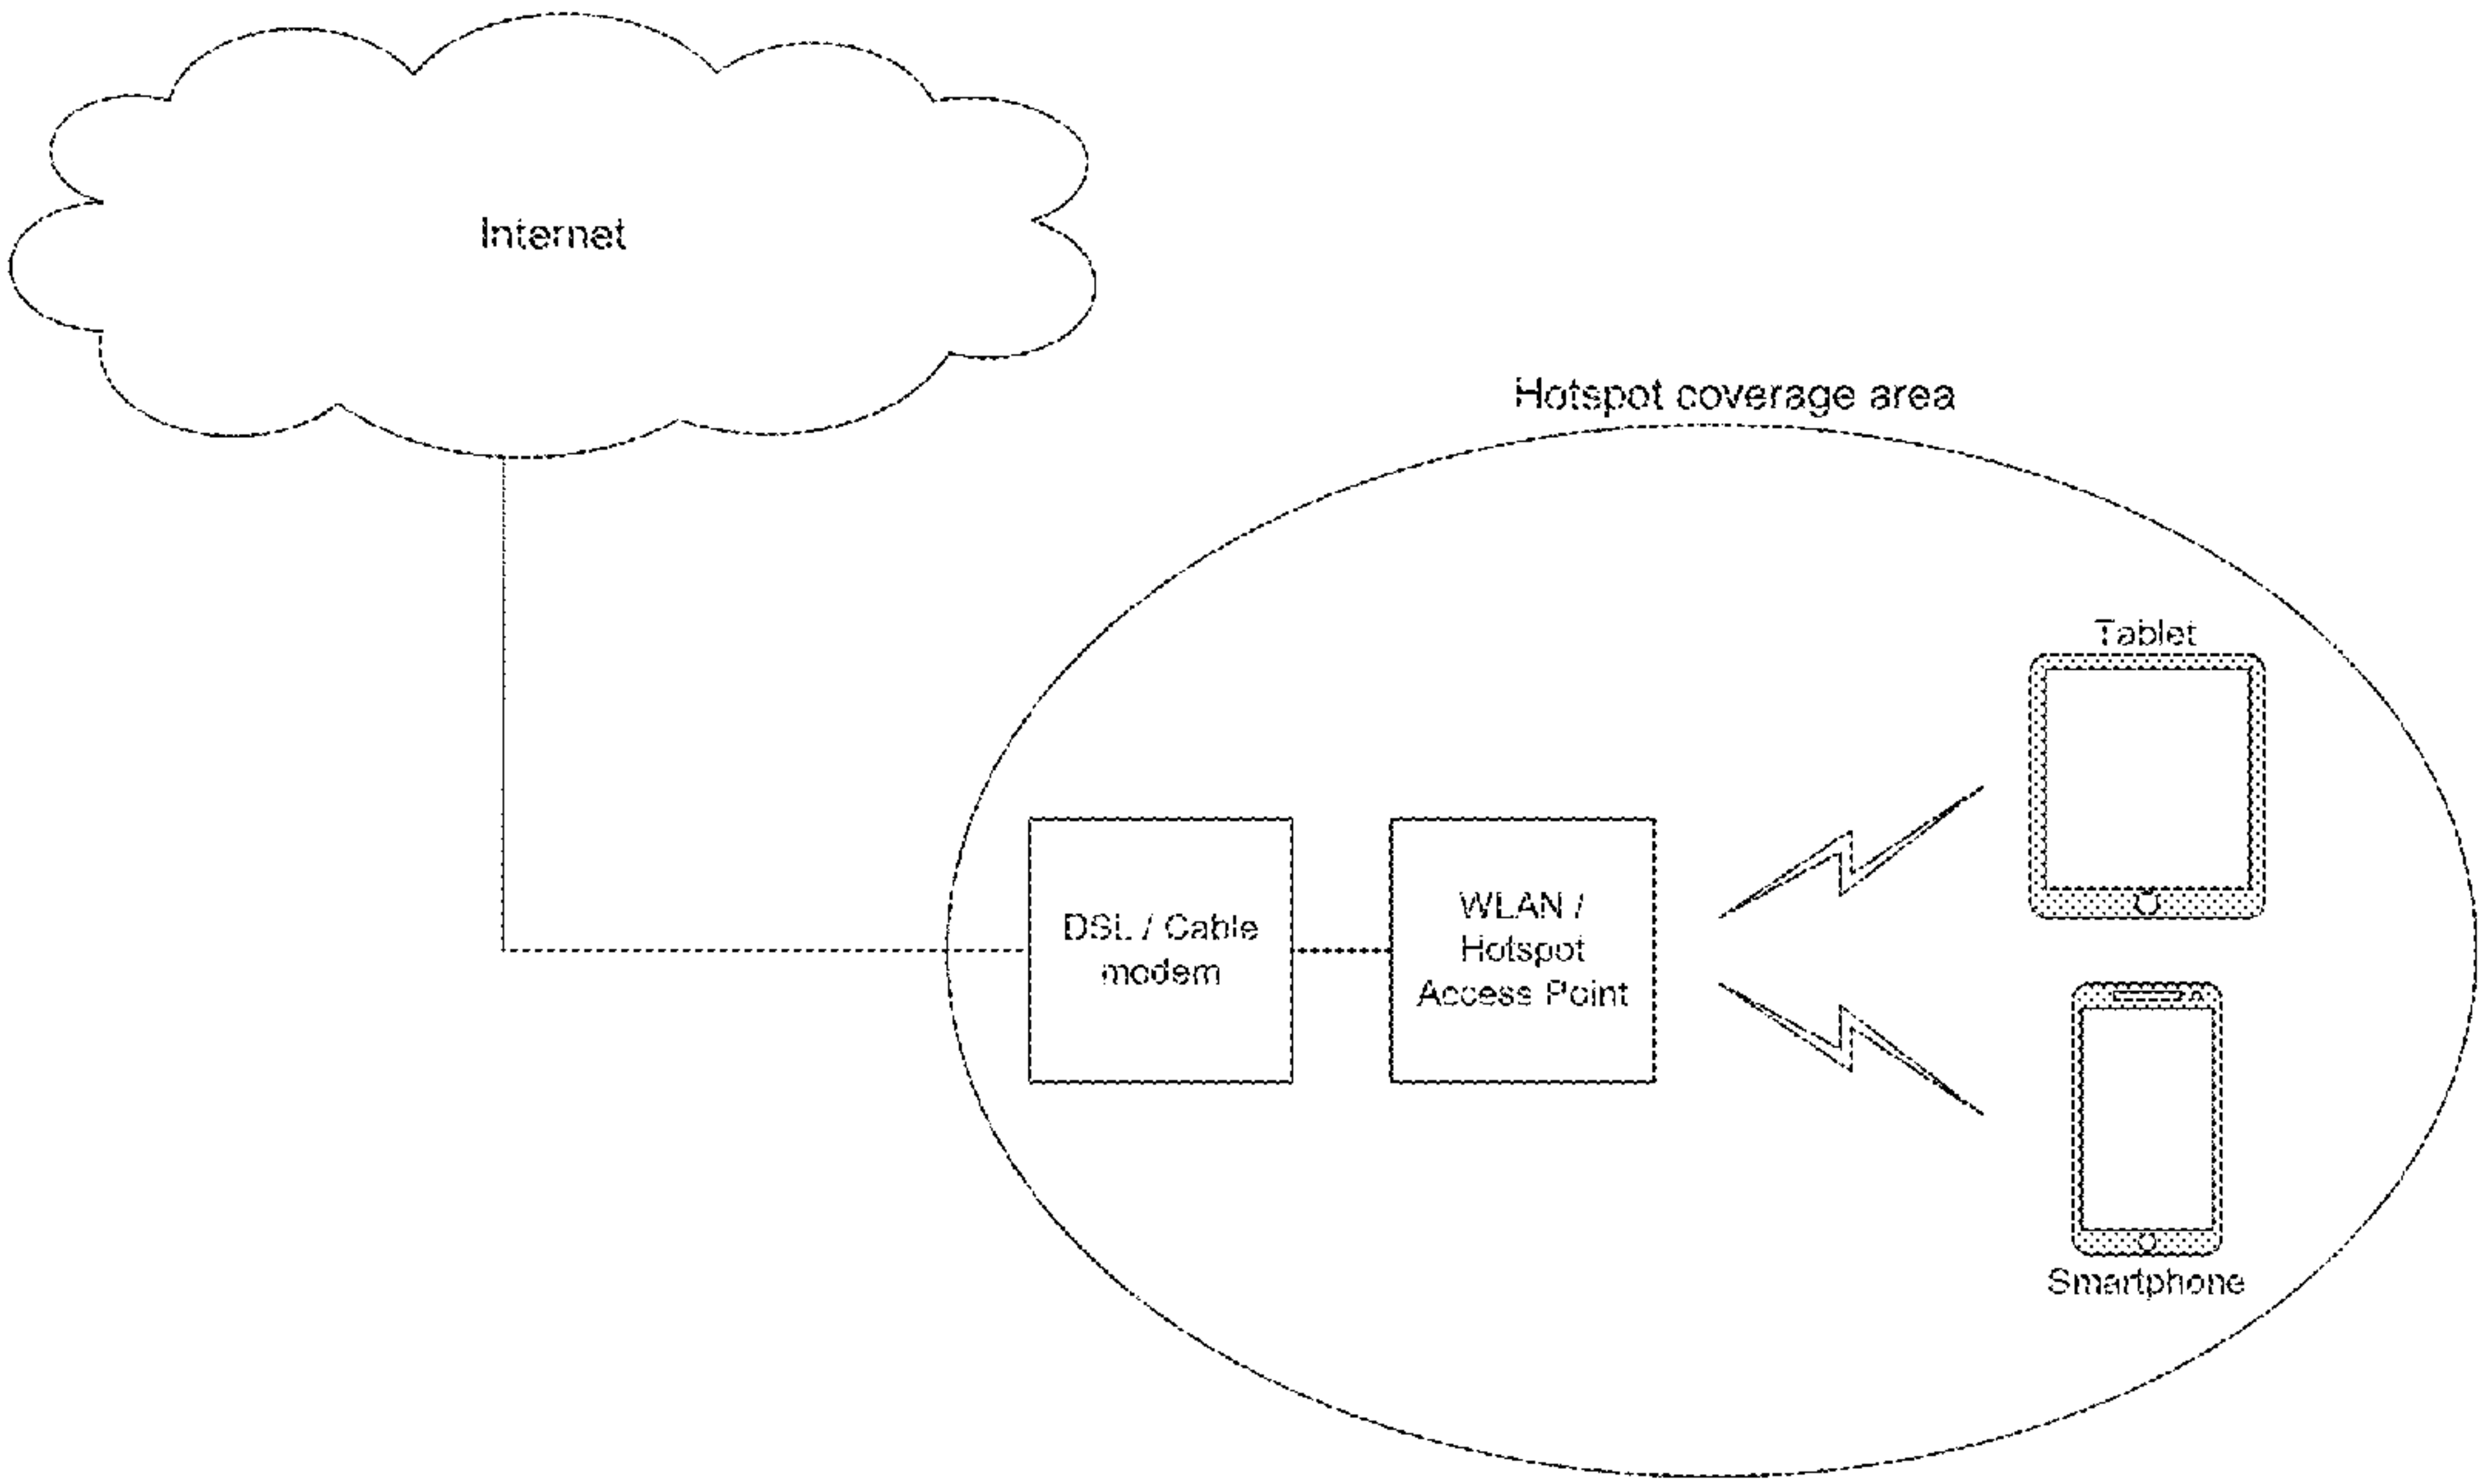 Internet
Hotspot coverage area
Tablet
DSL / Cable
modem
WLAN /
Hotspot
Access Point
Smartphone